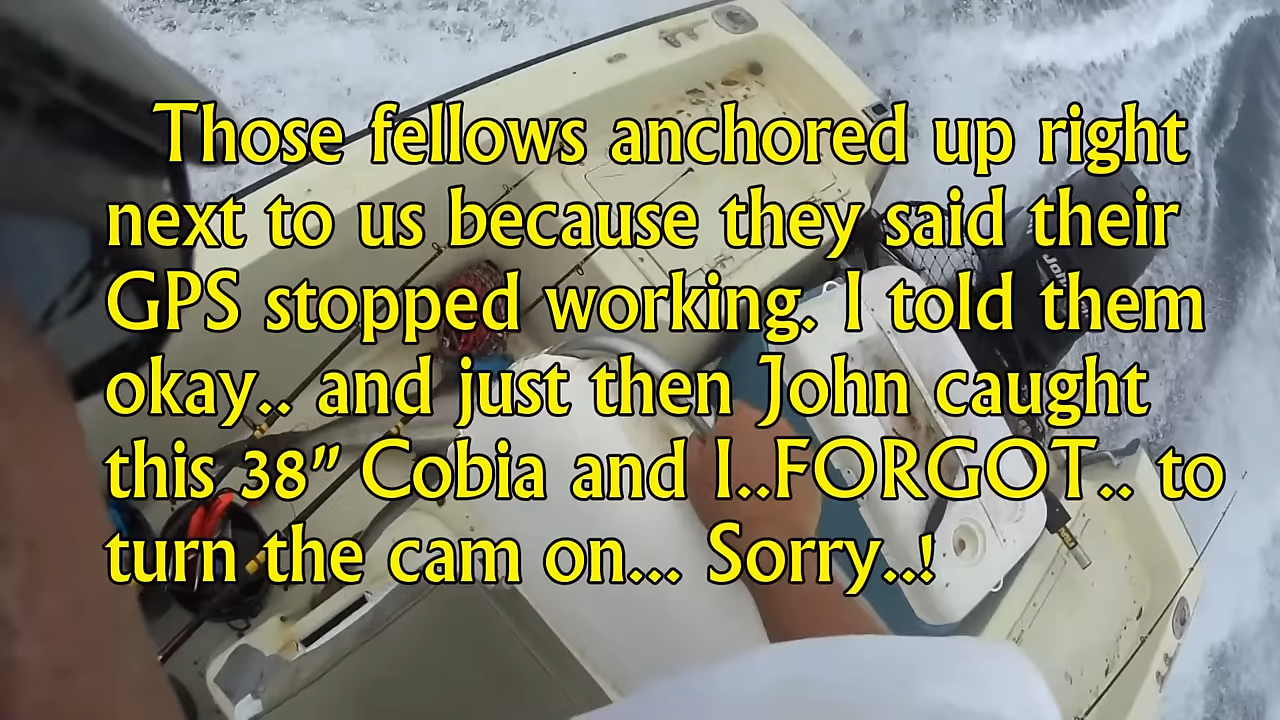 Those fellows anchored up right
next to us because they said their
GPS stopped working. I told them
okay.. and just then John caught
this 38" Cobia and I..FORGOT.. to
turn the cam on... Sorry..!